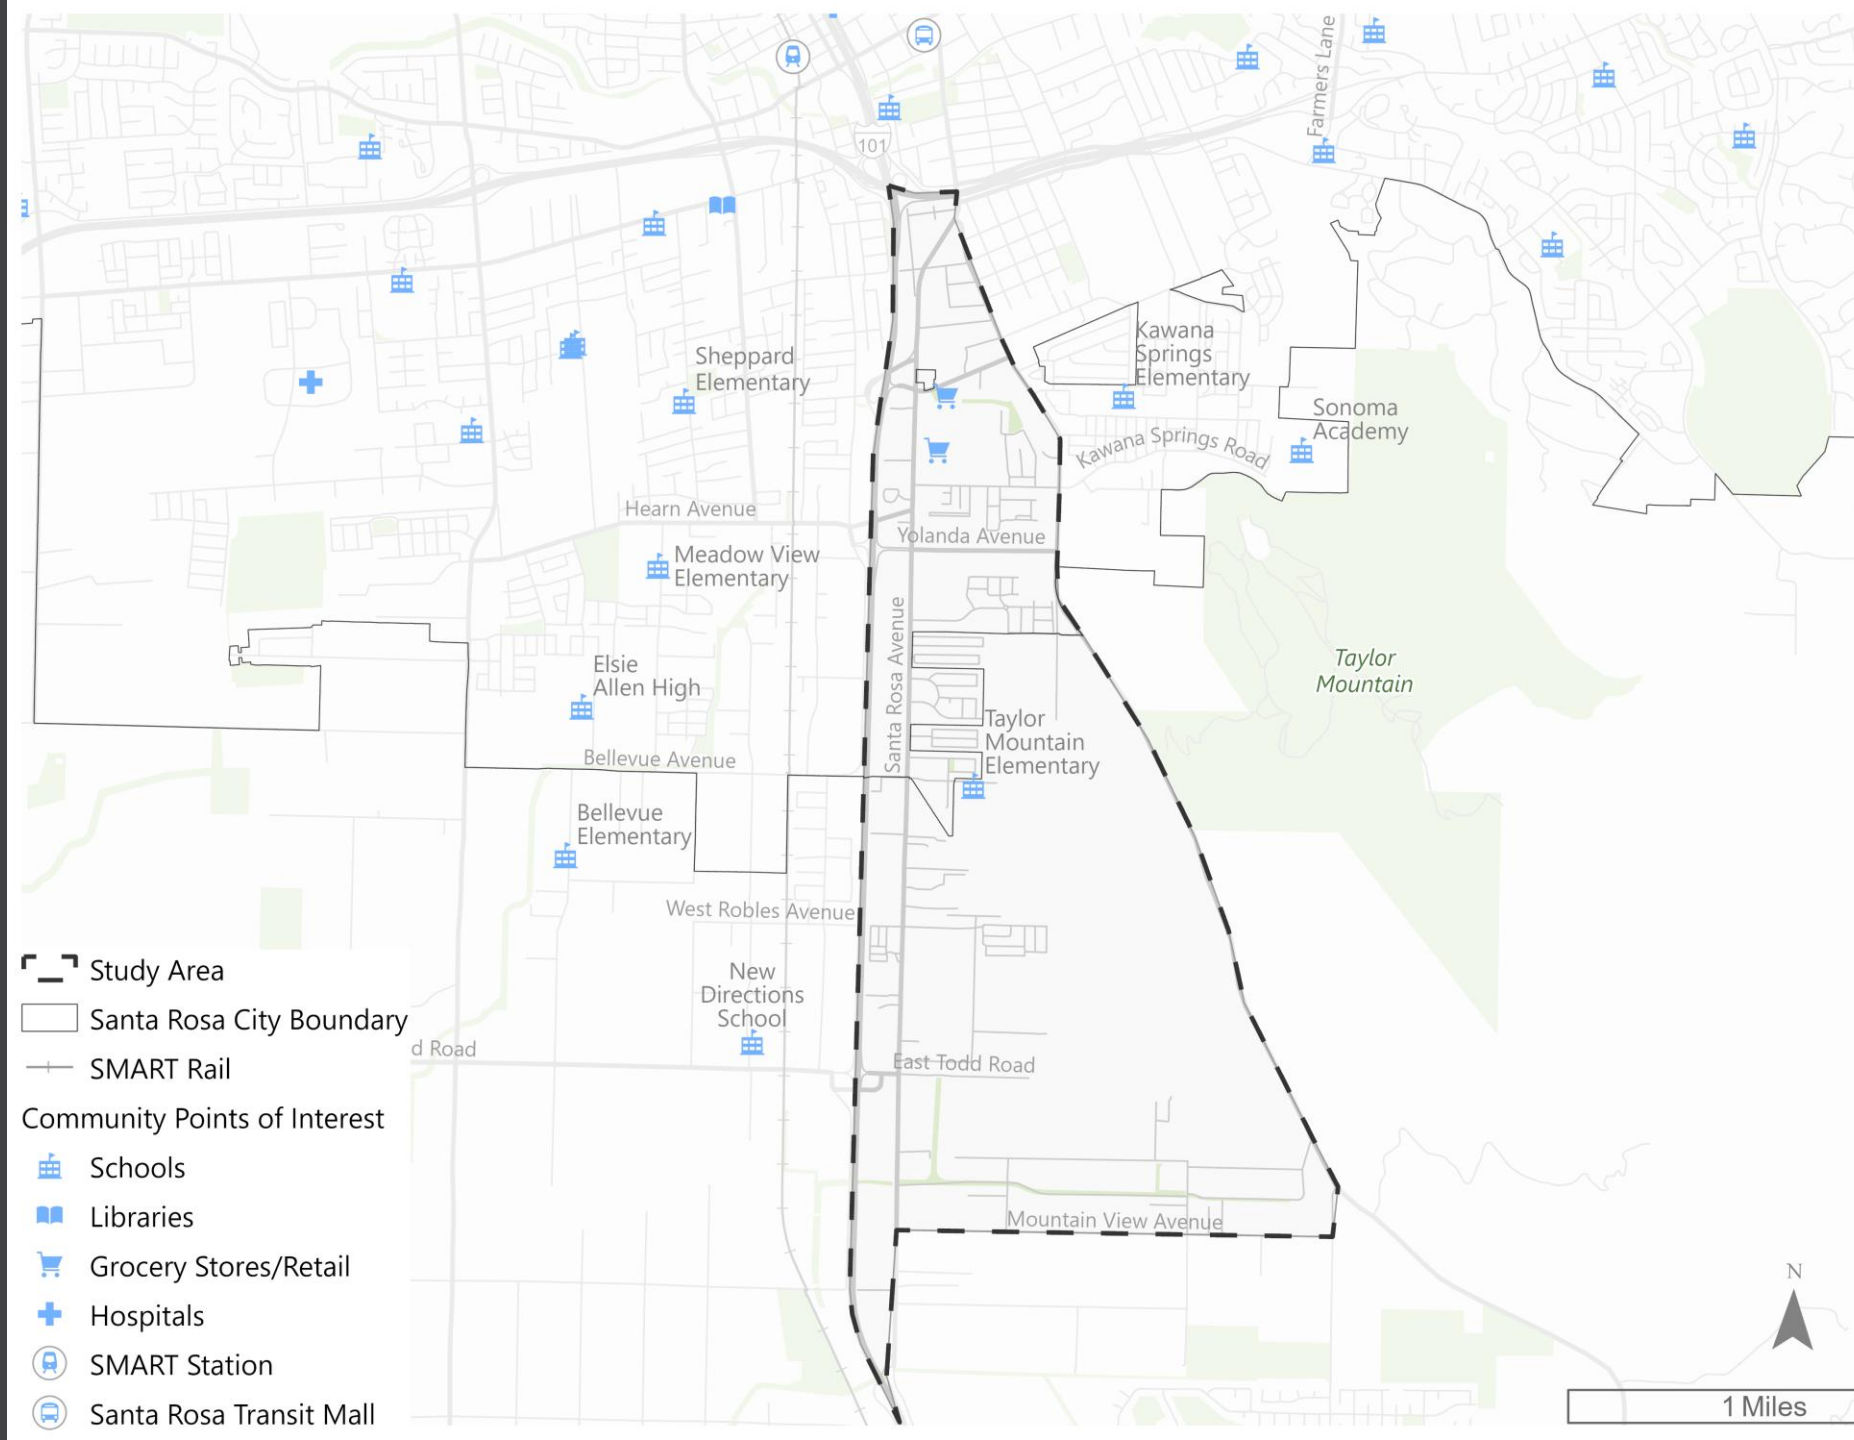 Farmers Lane
101
Kawana
Springs
Elementary
Sheppard
Elementary
Sonoma
Academy
Kawana Springs Road
Hearn Avenue
Yolanda Avenue
Meadow View
Elementary
Santa Rosa Avenue
Elsie
Allen High
Taylor
Mountain
Taylor
Mountain
Elementary
Bellevue Avenue
Bellevue
Elementary
West Robles Avenue
New
Directions
School
d Road
East Todd Road
Mountain View Avenue
Study Area
Santa Rosa City Boundary
SMART Rail
Community Points of Interest
Schools
Libraries
Grocery Stores/Retail
Hospitals
SMART Station
Santa Rosa Transit Mall
N
1 Miles